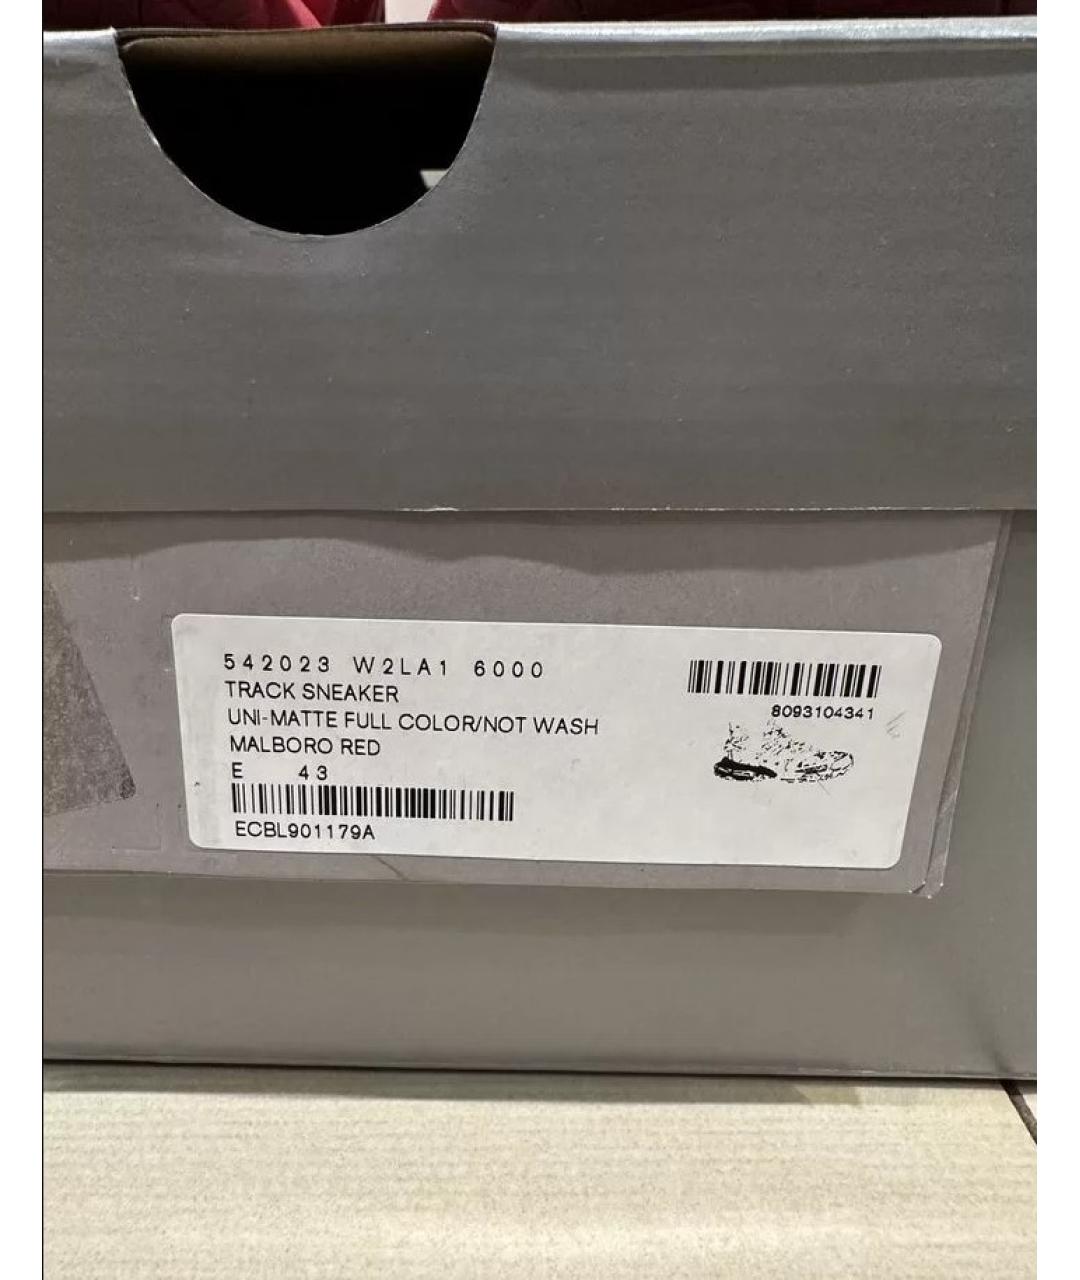 542023 W2LA1 6000
TRACK SNEAKER
UNI-MATTE FULL COLOR/NOT WASH
MALBORO RED
E 43
ECBL901179A
8093104341